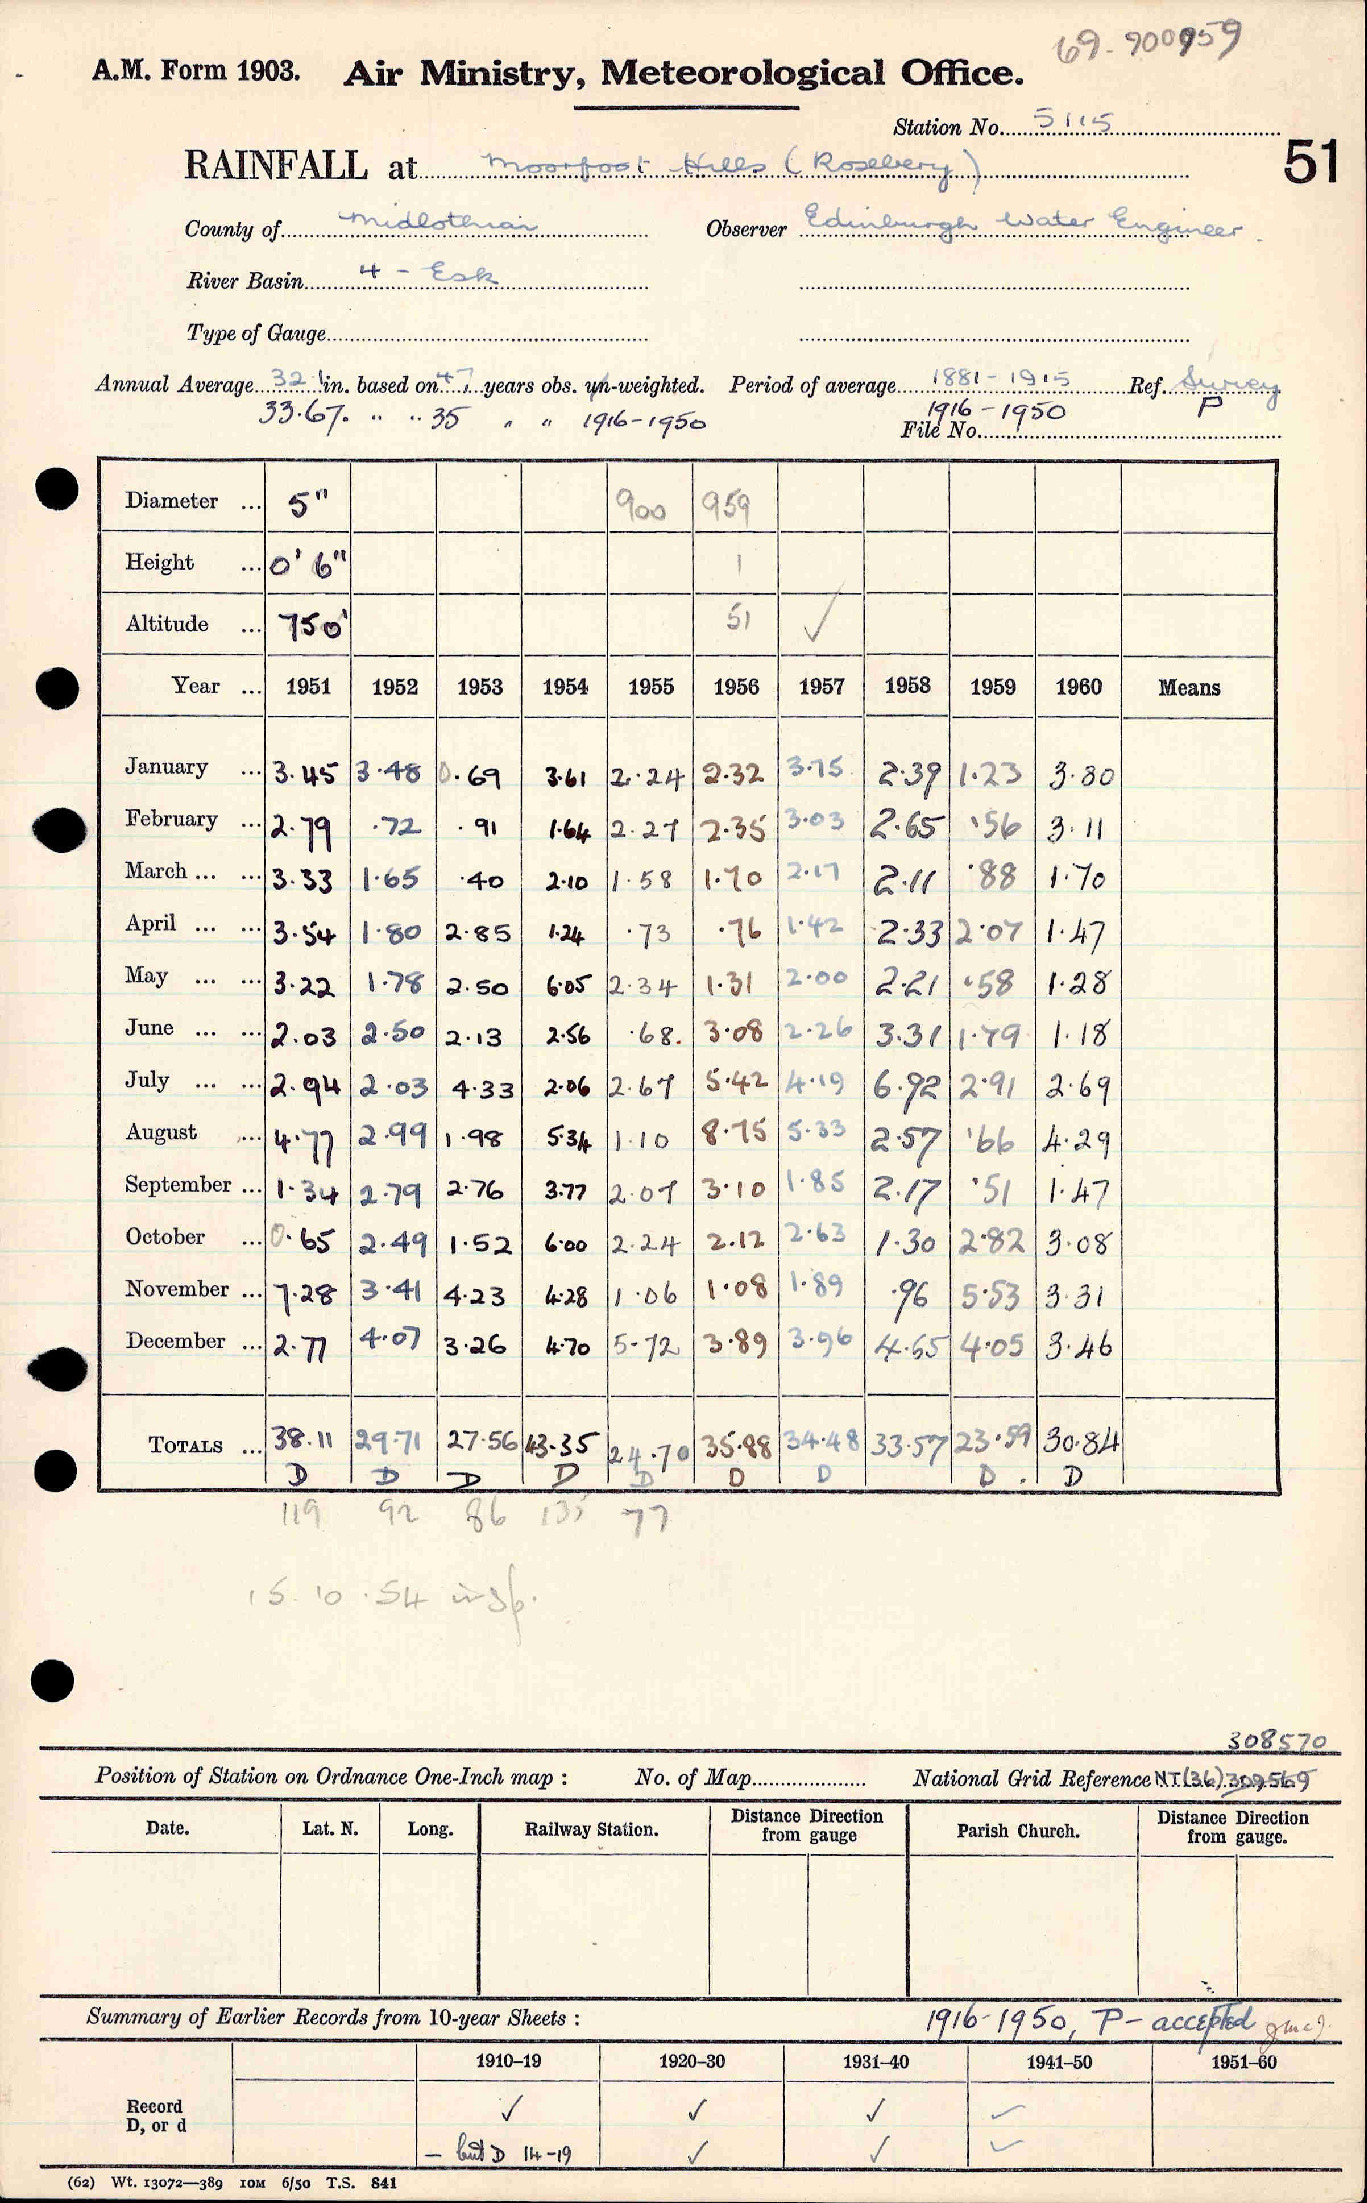 69-900959
A.M. Form 1903. Air Ministry, Meteorological Office.
Station No. 5115
51
RAINFALL at Moorfoot Hills (Rosebery)
County of Midlothian Observer Edinburgh Water Engineer.
River Basin 4 - Esk
Type of Gauge
Annual Average 32 in. based on 47 years obs. un-weighted. Period of average 1881-1915 Ref. Survey
33.67. " " 35 " " 1916-1950 1916-1950 P
File No.
Diameter ... 5" 900 959
Height ... 0' 6" 1
Altitude ... 750' 51 ✓
Year ... 1951 1952 1953 1954 1955 1956 1957 1958 1959 1960 Means
January ... 3.45 3.48 0.69 3.61 2.24 2.32 3.75 2.39 1.23 3.80
February ... 2.79 .72 .91 1.64 2.27 2.35 3.03 2.65 .56 3.11
March ... ... 3.33 1.65 .40 2.10 1.58 1.70 2.17 2.11 .88 1.70
April ... ... 3.54 1.80 2.85 1.24 .73 .76 1.42 2.33 2.07 1.47
May ... ... 3.22 1.78 2.50 6.05 2.34 1.31 2.00 2.21 .58 1.28
June ... ... 2.03 2.50 2.13 2.56 .68. 3.08 2.26 3.31 1.79 1.18
July ... ... 2.94 2.03 4.33 2.06 2.67 5.42 4.19 6.92 2.91 2.69
August ... 4.77 2.99 1.98 5.34 1.10 8.75 5.33 2.57 .66 4.29
September ... 1.34 2.79 2.76 3.77 2.07 3.10 1.85 2.17 .51 1.47
October ... 0.65 2.49 1.52 6.00 2.24 2.12 2.63 1.30 2.82 3.08
November ... 7.28 3.41 4.23 4.28 1.06 1.08 1.89 .96 5.53 3.31
December ... 2.77 4.07 3.26 4.70 5.72 3.89 3.96 4.65 4.05 3.46
TOTALS ... 38.11 29.71 27.56 43.35 24.70 35.88 34.48 33.57 23.59 30.84
D D D D D D D D . D
119 92 86 135 77
15.10.54 insp.
308570
Position of Station on Ordnance One-Inch map : No. of Map National Grid Reference NT(36) 309569
Date. Lat. N. Long. Railway Station. Distance Direction from gauge Parish Church. Distance Direction from gauge.
Summary of Earlier Records from 10-year Sheets : 1916-1950, P - accepted
1910–19 1920–30 1931–40 1941–50 1951–60
Record ✓ ✓ ✓ ✓
D, or d
- but D 14-19 ✓ ✓ ✓
(62) Wt. 13072—389 10M 6/50 T.S. 841